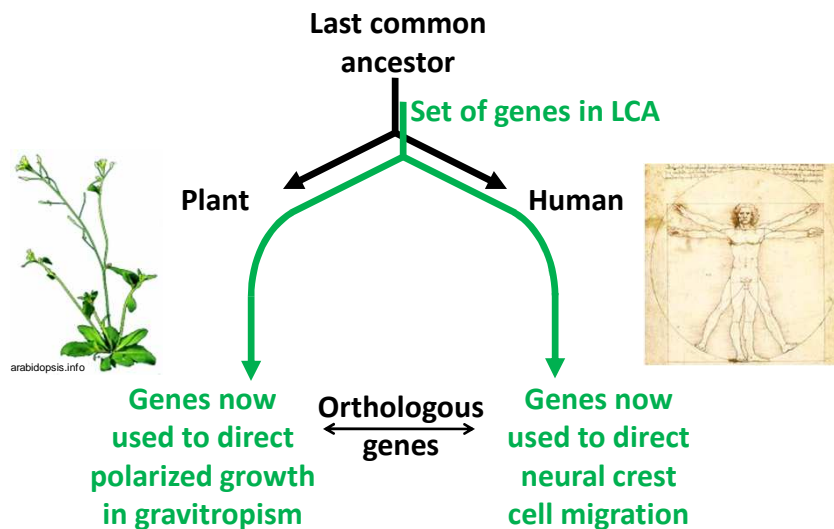 Last common
ancestor
Set of genes in LCA
Plant
Human
arabidopsis.info
Genes now
used to direct
polarized growth
in gravitropism
Orthologous
genes
Genes now
used to direct
neural crest
cell migration